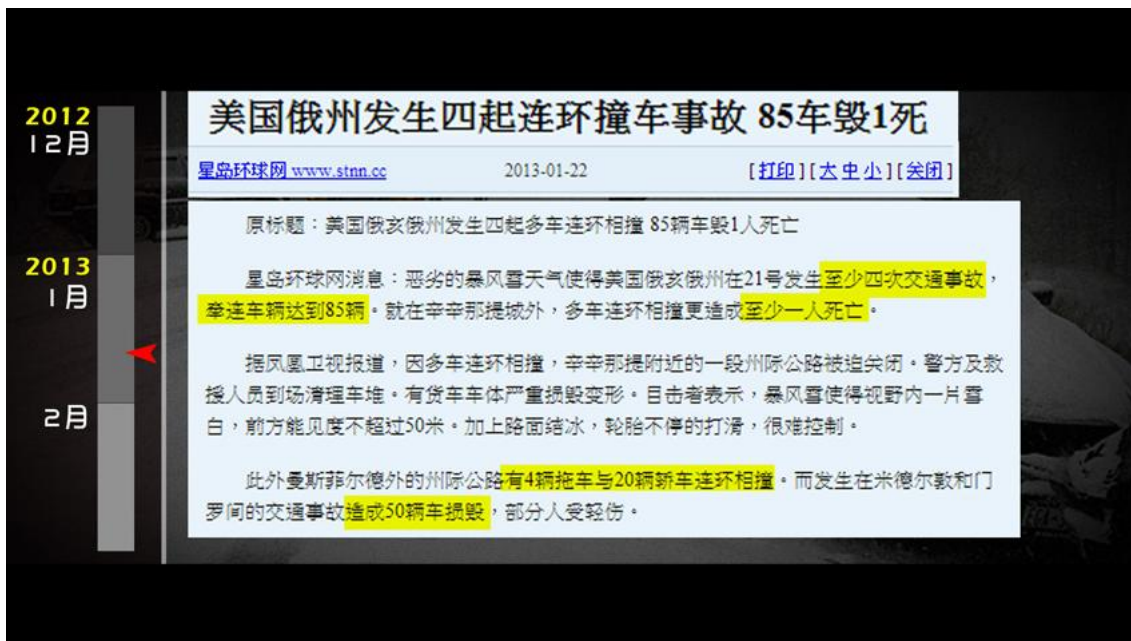 2012
12月
2013
1月
2月
美国俄州发生四起连环撞车事故 85车毁1死
星岛环球网 www.stnn.cc 2013-01-22 [打印][大 中 小][关闭]
原标题：美国俄亥俄州发生四起多车连环相撞 85辆车毁1人死亡
星岛环球网消息：恶劣的暴风雪天气使得美国俄亥俄州在21号发生至少四次交通事故，
牵连车辆达到85辆。就在辛辛那提城外，多车连环相撞更造成至少一人死亡。
据凤凰卫视报道，因多车连环相撞，辛辛那提附近的一段州际公路被迫关闭。警方及救
援人员到场清理车堆。有货车车体严重损毁变形。目击者表示，暴风雪使得视野内一片雪
白，前方能见度不超过50米。加上路面结冰，轮胎不停的打滑，很难控制。
此外曼斯菲尔德外的州际公路有4辆拖车与20辆轿车连环相撞。而发生在米德尔敦和门
罗间的交通事故造成50辆车损毁，部分人受轻伤。